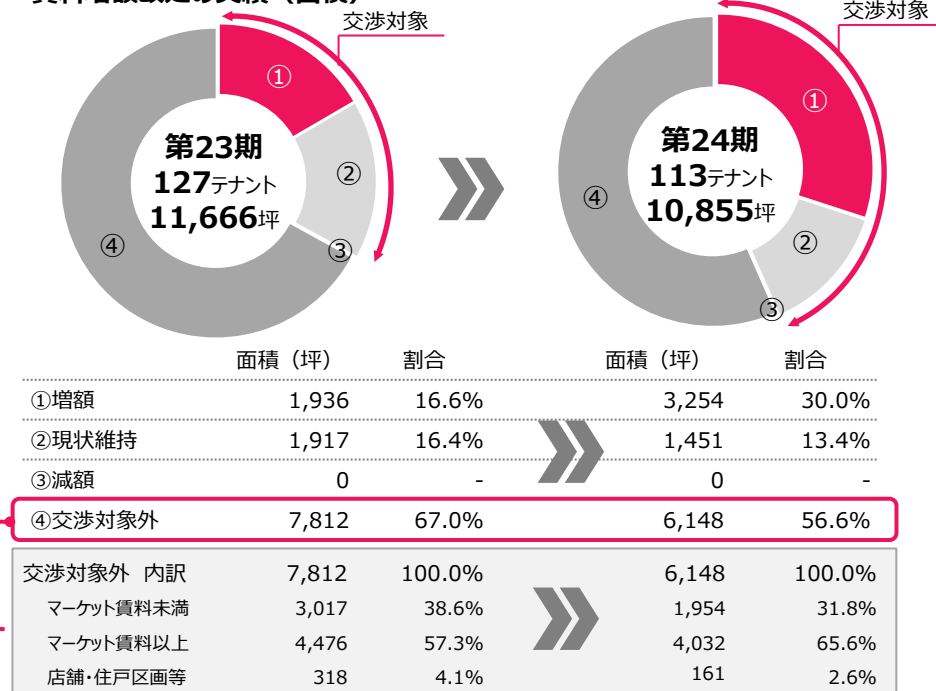 交渉対象
交渉対象
①
②
③
④
第23期
127テナント
11,666坪
①
②
③
④
第24期
113テナント
10,855坪
面積（坪） 割合 面積（坪） 割合
①増額 1,936 16.6% 3,254 30.0%
②現状維持 1,917 16.4% 1,451 13.4%
③減額 0 - 0 -
④交渉対象外 7,812 67.0% 6,148 56.6%
交渉対象外 内訳 7,812 100.0% 6,148 100.0%
マーケット賃料未満 3,017 38.6% 1,954 31.8%
マーケット賃料以上 4,476 57.3% 4,032 65.6%
店舗・住戸区画等 318 4.1% 161 2.6%